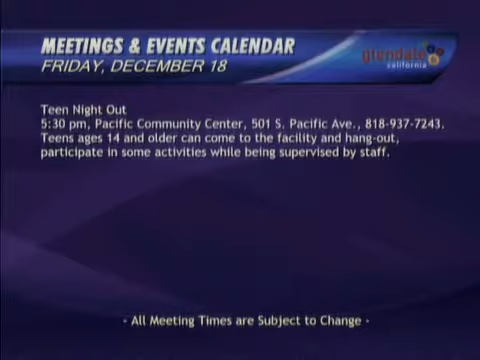 MEETINGS & EVENTS CALENDAR
FRIDAY, DECEMBER 18
glendale
california
Teen Night Out
5:30 pm, Pacific Community Center, 501 S. Pacific Ave., 818-937-7243.
Teens ages 14 and older can come to the facility and hang-out,
participate in some activities while being supervised by staff.
- All Meeting Times are Subject to Change -